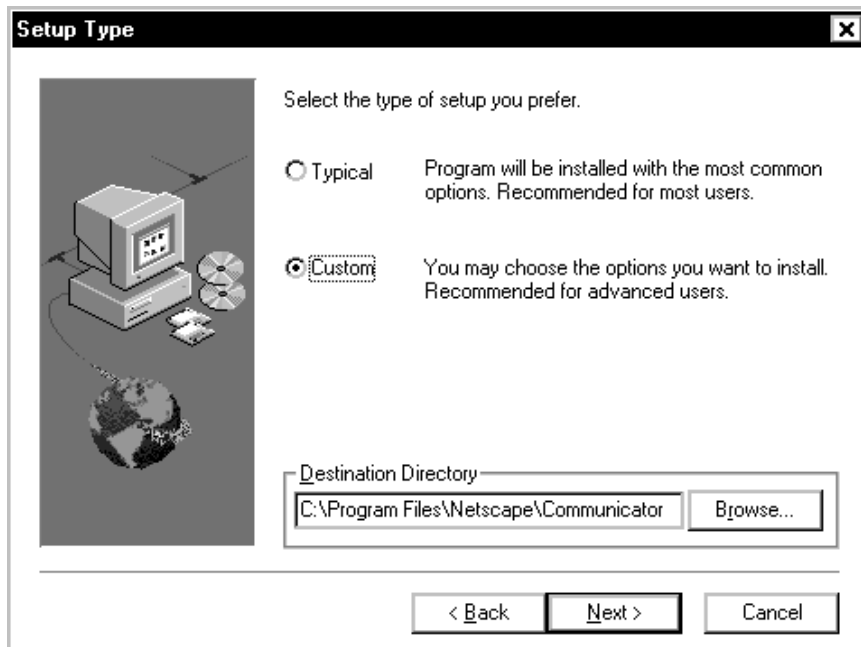 Setup Type
Select the type of setup you prefer.
Typical
Program will be installed with the most common
options. Recommended for most users.
Custom
You may choose the options you want to install.
Recommended for advanced users.
Destination Directory
C:\Program Files\Netscape\Communicator
Browse...
< Back
Next >
Cancel